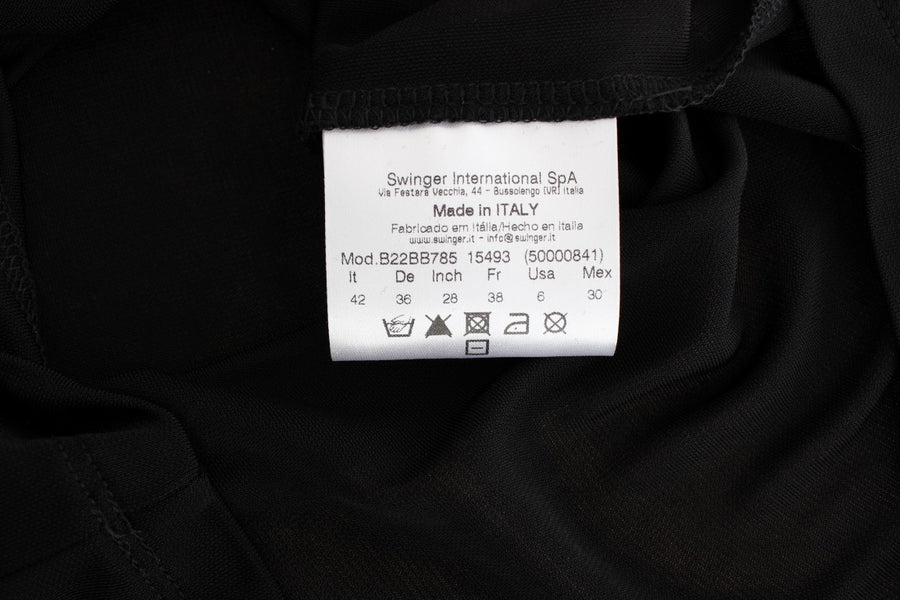 Swinger International SpA
Via Festara Vecchia, 44 - Bussolengo (VR) Italia
Made in ITALY
Fabricado em Itália/Hecho en Italia
www.swinger.it - info@swinger.it
Mod.B22BB785 15493 (50000841)
It De Inch Fr Usa Mex
42 36 28 38 6 30